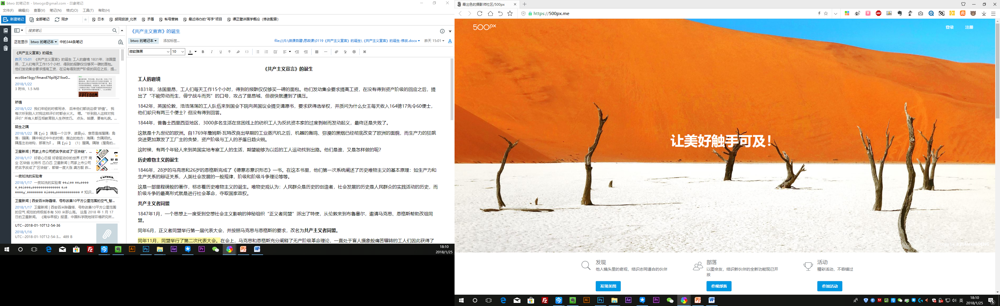 btwo 的笔记本 - btwogs@gmail.com - 印象笔记
文件(F) 编辑(E) 查看(V) 笔记(N) 格式(O) 工具(T) 帮助(H)
新建笔记 全部笔记 同步 日本 胡同旅游_北京 矛盾 帐号营销 最近待办的“写字”项目 谭正璧讲国学概论（修改配音）
搜索笔记
正在显示 btwo 的笔记本 中的344条笔记
《共产主义宣言》的诞生
昨天 15:01 《共产主义宣言》的诞生 工人的窘境 1831年，法国里
昂，工人们每天工作15个小时，得到的报酬仅仅够买一磅的面包。
他们发动集会要求提高工资，在没有得到资产阶级的回应之后，提...
ecc6be1bgy1fmavd76pi9j21kw0...
2018/1/22
3 附件, 1.5 MB
FREEDOM
矫情
2018/1/22 我们年轻的时候写诗， 后来他们都说这很“矫情”。 我
每次听到别人对我这样评价时都会火大。 嗯。 “听到别人这样对我
评价” 所有人都互相教育别人生存技巧。 点头，哈腰，要有礼貌。...
陌生之隅
2018/1/22 隅【yú 】 隅是一个汉字，读音yú，意思是指屋隅；角
落：强隅；隅中将近中午的时候；靠边的地方：海隅；负隅顽抗。
隅是左右结构，部首为阝。 隅【yú 】 （1）屋隅。隅隙（屋角的...
卫星新闻 | 两家上市公司把名字改成了“区块链”，...
2018/1/17 好奇心日报 好奇驱动你的世界 打开 商
业 区块链 比特币 匹凸匹 卫星新闻 | 两家上市公司
把名字改成了“区块链”，都曾一度大涨 龚方毅 昨...
一贫如洗的实验者
2018/1/17 一贫如洗的实验者
# 知识...
L'AVENIR.
卫星新闻 | 西安百米除霾塔，号称改善10平方公里范围的空气_智...
2018/1/17 卫星新闻 | 西安百米除霾塔，号称改善10平方公里范围
的空气 规划的终极版本有 500 米那么高。 这是 2018 年 1 月 17
日的卫星新闻。 《南华早报》报道，中国科学院地球环境研究所...
UTC--2018-01-10T12-54-36
2018/1/16
UTC--2018-01-10T12-54-3... 489 B
《共产主义宣言》的诞生
btwo 的笔记本 添加标签... file:///E:\微课自建\思政课\0119《共产主义宣言》的诞生\《共产主义宣言》的诞生-修改.docx 昨天 15:01
微软雅黑 10
《共产主义宣言》的诞生
工人的窘境
1831年，法国里昂，工人们每天工作15个小时，得到的报酬仅仅够买一磅的面包。他们发动集会要求提高工资，在没有得到资产阶级的回应之后，提
出了“不能劳动而生，毋宁战斗而死”的口号，攻占了里昂城，但很快就遭到了镇压。
1842年，英国伦敦，浩浩荡荡的工人队伍来到国会下院向英国议会提交请愿书，要求获得选举权，并质问为什么女王每天收入164镑17先令60便士，
他们却只有两三个便士？但没有得到回答。
1844年，普鲁士西里西亚地区，3000多名生活在贫困线上的纺织工人为反抗资本家的过度剥削而发动起义，最终还是失败了。
这就是十九世纪的欧洲。自1769年詹姆斯·瓦特改良出早期的工业蒸汽机之后，机器的轰鸣、弥漫的黑烟已经彻底改变了欧洲的面貌，而生产力的狂飙
突进更加激发了工厂主的贪婪，资产阶级与工人的矛盾日趋尖锐。
这时候，有两个年轻人来到英国实地考察工人的生活，期望能够为以后的工人运动找到出路。他们是谁，又是怎样做的呢？
历史唯物主义的诞生
1846年，28岁的马克思和26岁的恩格斯完成了《德意志意识形态》一书。在这本书里，他们第一次系统阐述了历史唯物主义的基本原理：如生产力和
生产关系的辩证关系，人类社会发展的一般规律，阶级和阶级斗争理论等等。
这是一部里程碑般的著作，标志着历史唯物主义的诞生。唯物史观认为：人民群众是历史的创造者，社会发展的历史是人民群众的实践活动的历史，而
阶级斗争的最高形式就是进行社会革命，夺取国家政权。
共产主义者同盟
1847年1月，一个思想上一度受到空想社会主义影响的神秘组织“正义者同盟”派出了特使，从伦敦来到布鲁塞尔，邀请马克思、恩格斯帮助改组同
盟。
同年6月，正义者同盟举行第一届代表大会，并按照马克思与恩格斯的要求，改名为共产主义者同盟。
同年11月，同盟举行了第二次代表大会。在会上，马克思和恩格斯充分阐释了无产阶级革命理论，一直处于盲人摸象般痛苦辗转的工人们因此获得了
18:10
2018/1/25
最出色的摄影师社区/500px
https://500px.me
500px
登录 注册
让美好触手可及！
发现
他人镜头里的奇观，结识志同道合的伙伴
发现美图
部落
以图会友，结识新伙伴的全新功能现已开
放
参观部落
活动
精彩活动，不容错过
参加活动
英
18:10
2018/1/25